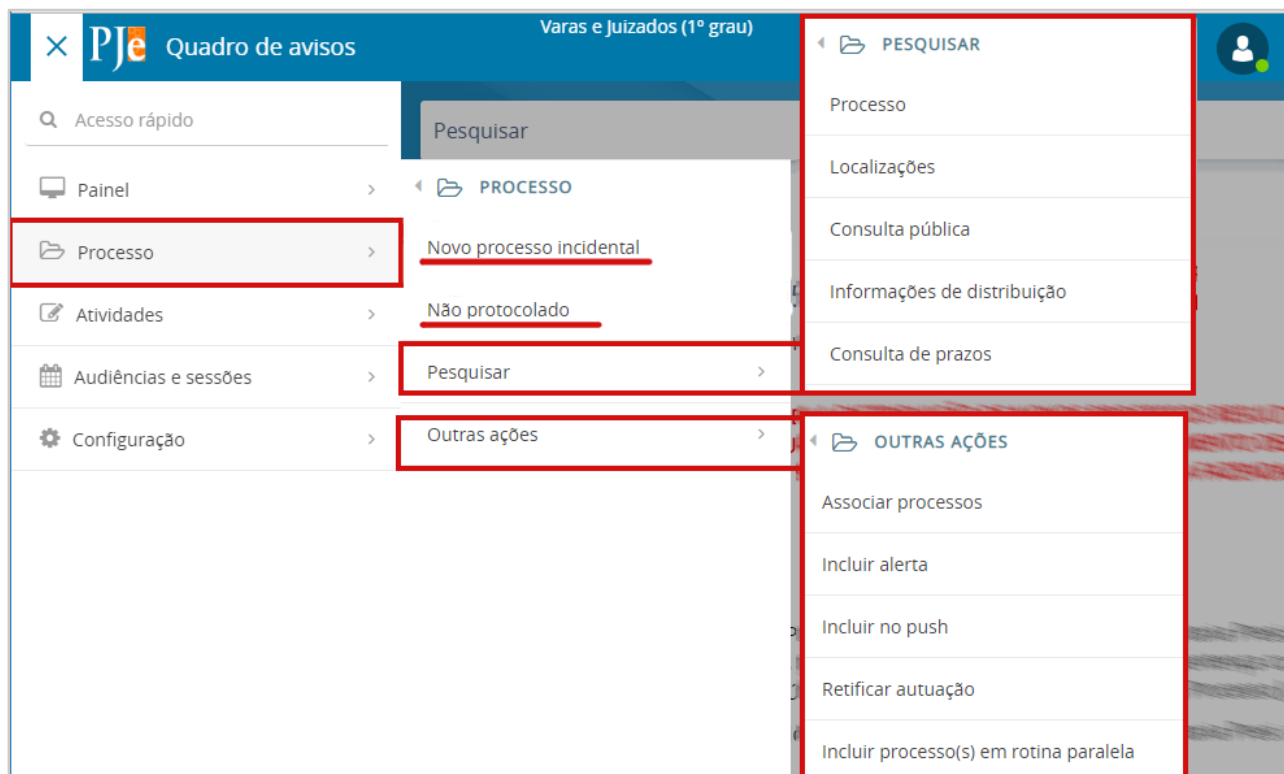 PJe Quadro de avisos
Varas e Juizados (1º grau)
Acesso rápido
Painel
Processo
Atividades
Audiências e sessões
Configuração
Pesquisar
PROCESSO
Novo processo incidental
Não protocolado
Pesquisar
Outras ações
PESQUISAR
Processo
Localizações
Consulta pública
Informações de distribuição
Consulta de prazos
OUTRAS AÇÕES
Associar processos
Incluir alerta
Incluir no push
Retificar autuação
Incluir processo(s) em rotina paralela